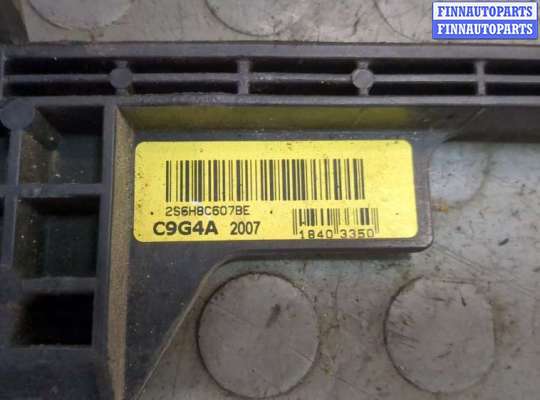 FINNAUTOPARTS
FINNAUTOPARTS
2S6H8C607BE
C9G4A 2007
1840 3350